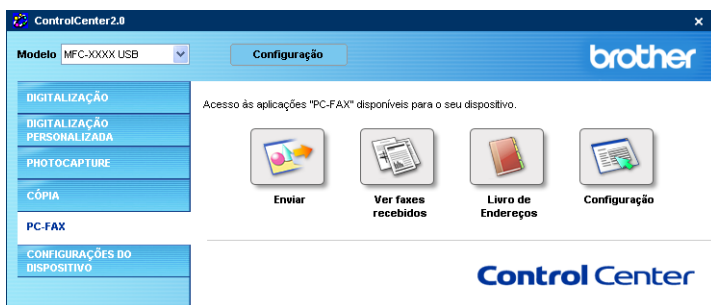 ControlCenter2.0
Modelo MFC-XXXX USB
Configuração
brother
DIGITALIZAÇÃO
DIGITALIZAÇÃO
PERSONALIZADA
PHOTOCAPTURE
CÓPIA
PC-FAX
CONFIGURAÇÕES DO
DISPOSITIVO
Acesso às aplicações "PC-FAX" disponíveis para o seu dispositivo.
Enviar
Ver faxes
recebidos
Livro de
Endereços
Configuração
Control Center